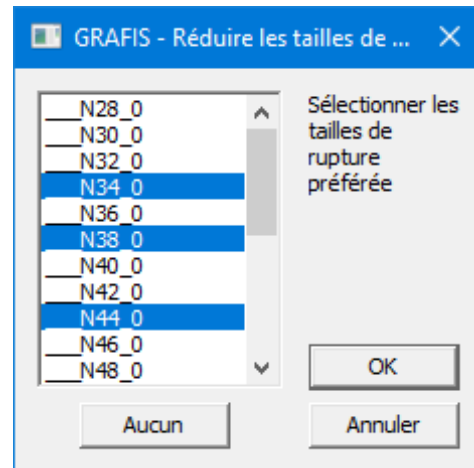 GRAFIS - Réduire les tailles de ...
___N28_0
___N30_0
___N32_0
___N34_0
___N36_0
___N38_0
___N40_0
___N42_0
___N44_0
___N46_0
___N48_0
Sélectionner les
tailles de
rupture
préférée
OK
Aucun
Annuler